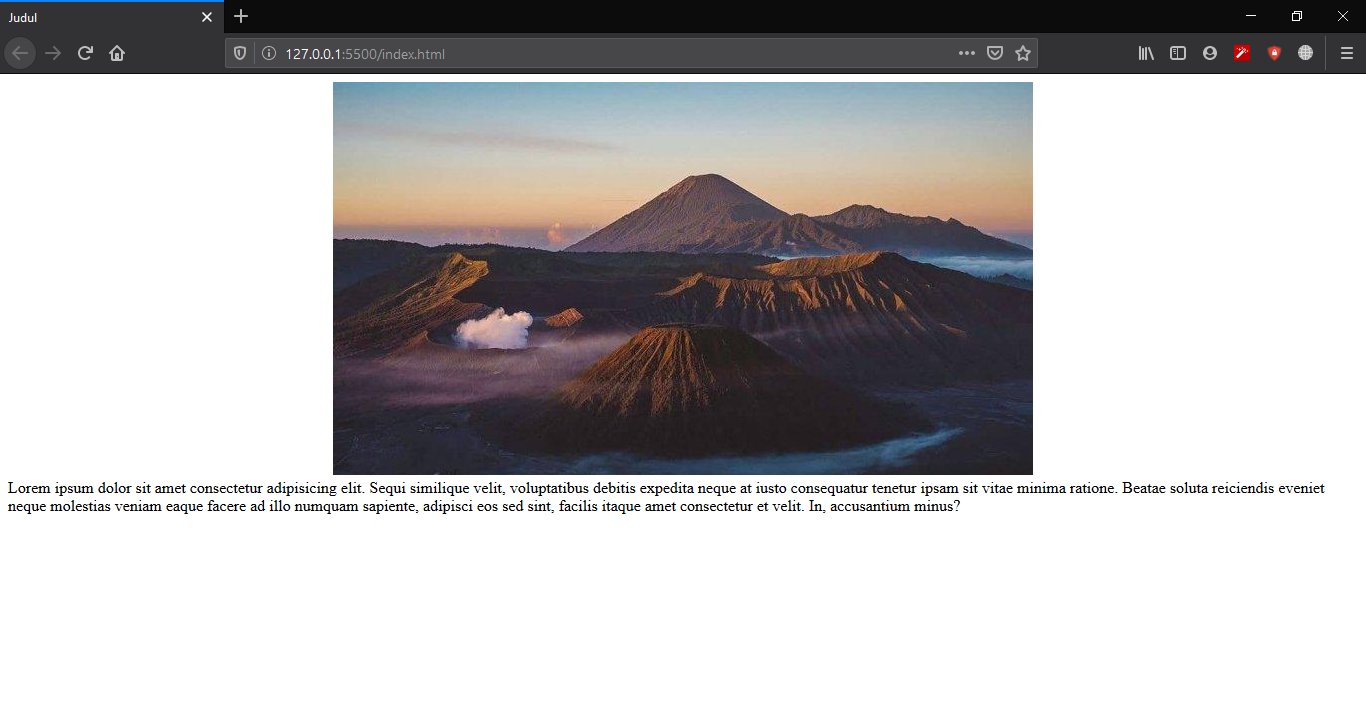 Judul
127.0.0.1:5500/index.html
Lorem ipsum dolor sit amet consectetur adipisicing elit. Sequi similique velit, voluptatibus debitis expedita neque at iusto consequatur tenetur ipsam sit vitae minima ratione. Beatae soluta reiciendis eveniet
neque molestias veniam eaque facere ad illo numquam sapiente, adipisci eos sed sint, facilis itaque amet consectetur et velit. In, accusantium minus?